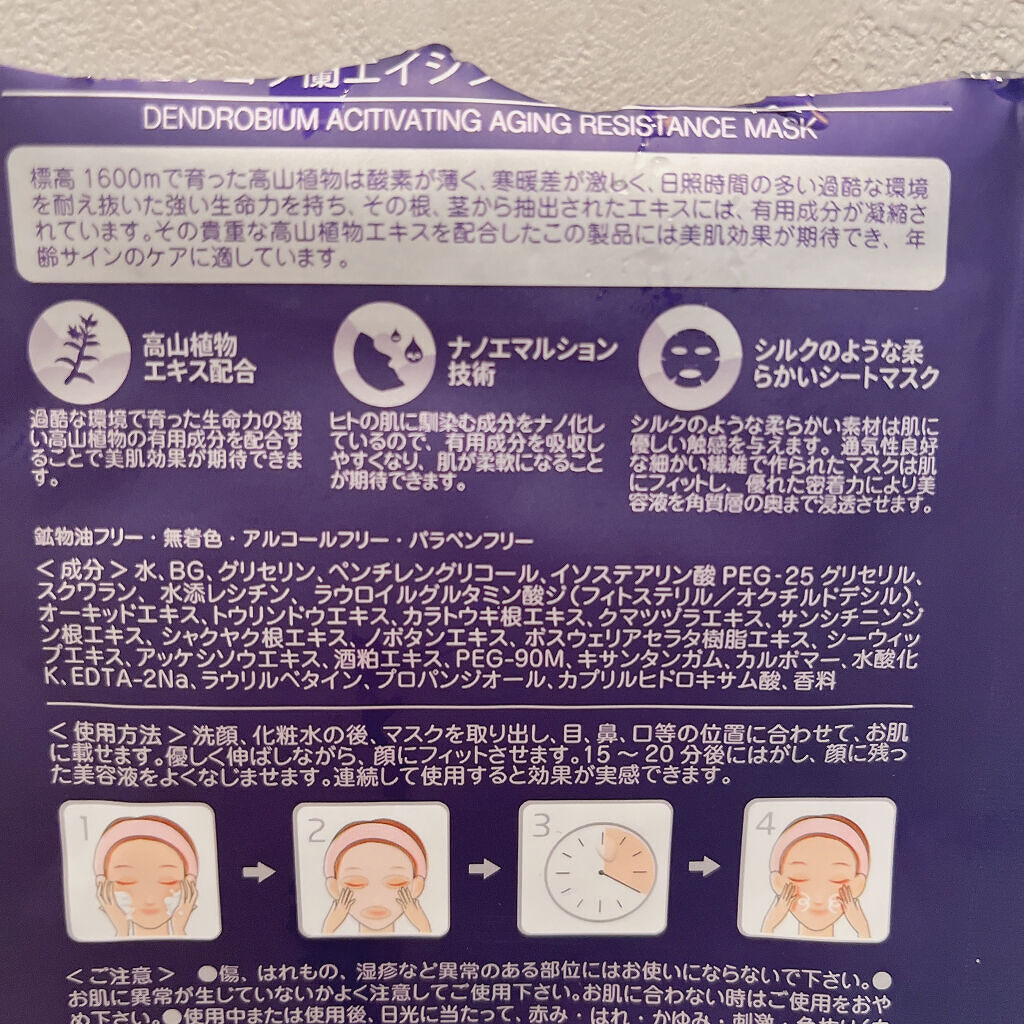 蘭エイジン
DENDROBIUM ACITIVATING AGING RESISTANCE MASK
標高 1600mで育った高山植物は酸素が薄く、寒暖差が激しく、日照時間の多い過酷な環境
を耐え抜いた強い生命力を持ち、その根、茎から抽出されたエキスには、有用成分が凝縮さ
れています。その貴重な高山植物エキスを配合したこの製品には美肌効果が期待でき、年
齢サインのケアに適しています。
高山植物
エキス配合
過酷な環境で育った生命力の強
い高山植物の有用成分を配合す
ることで美肌効果が期待できま
す。
ナノエマルション
技術
ヒトの肌に馴染む成分をナノ化し
ているので、有用成分を吸収し
やすくなり、肌が柔軟になること
が期待できます。
シルクのような柔
らかいシートマスク
シルクのような柔らかい素材は肌に
優しい触感を与えます。通気性良好
な細かい繊維で作られたマスクは肌
にフィットし、優れた密着力により美
容液を角質層の奥まで浸透させます。
鉱物油フリー・無着色・アルコールフリー・パラベンフリー
＜成分＞水、BG、グリセリン、ペンチレングリコール、イソステアリン酸 PEG-25 グリセリル、
スクワラン、水添レシチン、ラウロイルグルタミン酸ジ(フィトステリル／オクチルドデシル)、
オーキッドエキス、トウリンドウエキス、カラトウキ根エキス、クマツヅラエキス、サンシチニンジ
ン根エキス、シャクヤク根エキス、ノボタンエキス、ボスウェリアセラタ樹脂エキス、シーウィッ
プエキス、アッケシソウエキス、酒粕エキス、PEG-90M、キサンタンガム、カルボマー、水酸化
K、EDTA-2Na、ラウリルベタイン、プロパンジオール、カプリルヒドロキサム酸、香料
＜使用方法＞洗顔、化粧水の後、マスクを取り出し、目、鼻、口等の位置に合わせて、お肌
に載せます。優しく伸ばしながら、顔にフィットさせます。15～20分後にはがし、顔に残っ
た美容液をよくなじませます。連続して使用すると効果が実感できます。
1
2
3
4
＜ご注意＞ ●傷、はれもの、湿疹など異常のある部位にはお使いにならないで下さい。●
お肌に異常が生じていないかよく注意してご使用下さい。お肌に合わない時はご使用をおや
め下さい。●使用中または使用後、日光に当たって、赤み・はれ・かゆみ・刺激・